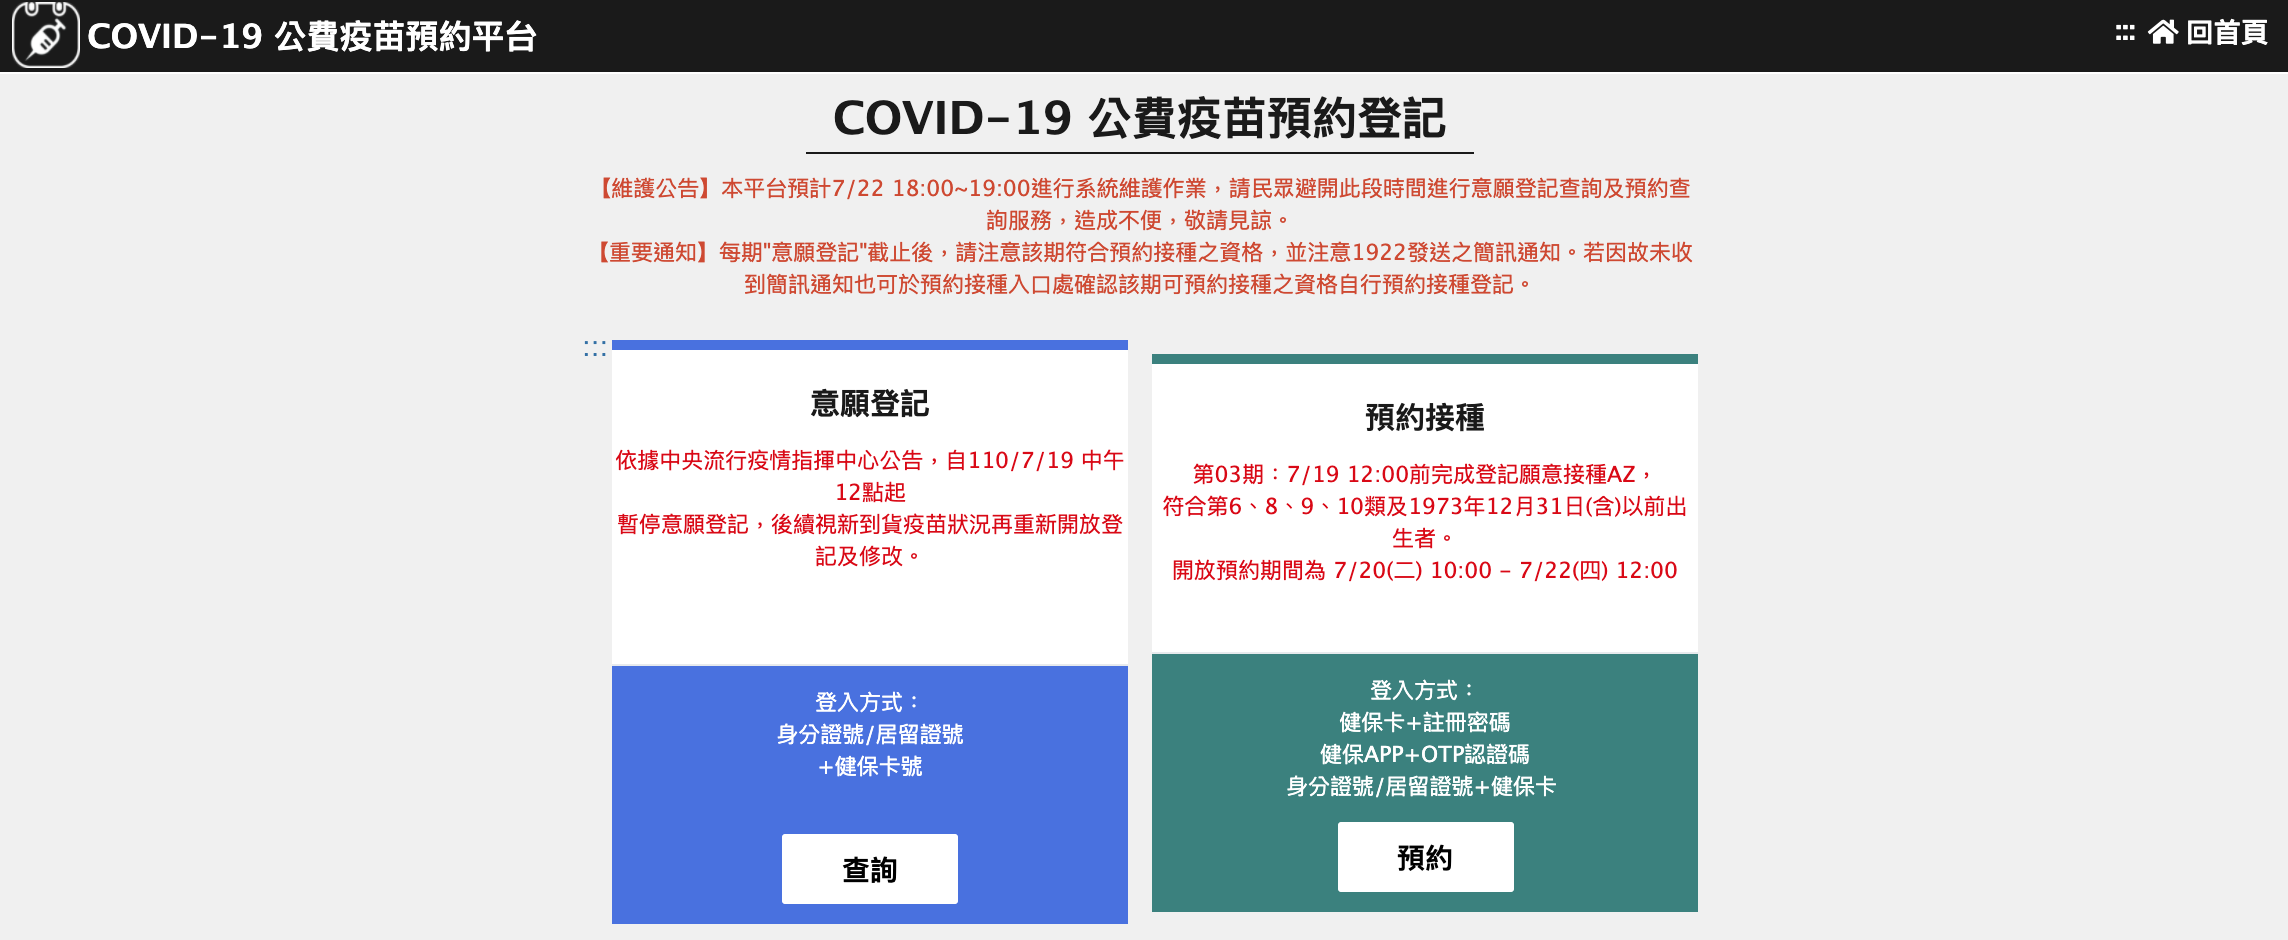 COVID-19 公費疫苗預約平台
回首頁
COVID-19 公費疫苗預約登記
【維護公告】本平台預計7/22 18:00~19:00進行系統維護作業，請民眾避開此段時間進行意願登記查詢及預約查
詢服務，造成不便，敬請見諒。
【重要通知】每期"意願登記"截止後，請注意該期符合預約接種之資格，並注意1922發送之簡訊通知。若因故未收
到簡訊通知也可於預約接種入口處確認該期可預約接種之資格自行預約接種登記。
:::
意願登記
依據中央流行疫情指揮中心公告，自110/7/19 中午
12點起
暫停意願登記，後續視新到貨疫苗狀況再重新開放登
記及修改。
登入方式：
身分證號/居留證號
+健保卡號
查詢
預約接種
第03期：7/19 12:00前完成登記願意接種AZ，
符合第6、8、9、10類及1973年12月31日(含)以前出
生者。
開放預約期間為 7/20(二) 10:00 - 7/22(四) 12:00
登入方式：
健保卡+註冊密碼
健保APP+OTP認證碼
身分證號/居留證號+健保卡
預約